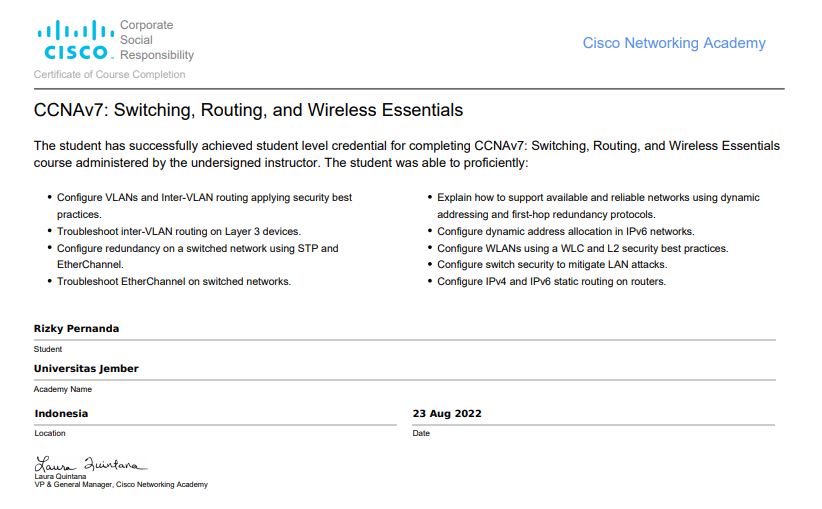 Corporate
Social
Responsibility
CISCO.
Cisco Networking Academy
Certificate of Course Completion
CCNAv7: Switching, Routing, and Wireless Essentials
The student has successfully achieved student level credential for completing CCNAv7: Switching, Routing, and Wireless Essentials
course administered by the undersigned instructor. The student was able to proficiently:
• Configure VLANs and Inter-VLAN routing applying security best
practices.
• Troubleshoot inter-VLAN routing on Layer 3 devices.
• Configure redundancy on a switched network using STP and
EtherChannel.
• Troubleshoot EtherChannel on switched networks.
• Explain how to support available and reliable networks using dynamic
addressing and first-hop redundancy protocols.
• Configure dynamic address allocation in IPv6 networks.
• Configure WLANs using a WLC and L2 security best practices.
• Configure switch security to mitigate LAN attacks.
• Configure IPv4 and IPv6 static routing on routers.
Rizky Pernanda
Student
Universitas Jember
Academy Name
Indonesia
Location
23 Aug 2022
Date
Laura Quintana
Laura Quintana
VP & General Manager, Cisco Networking Academy